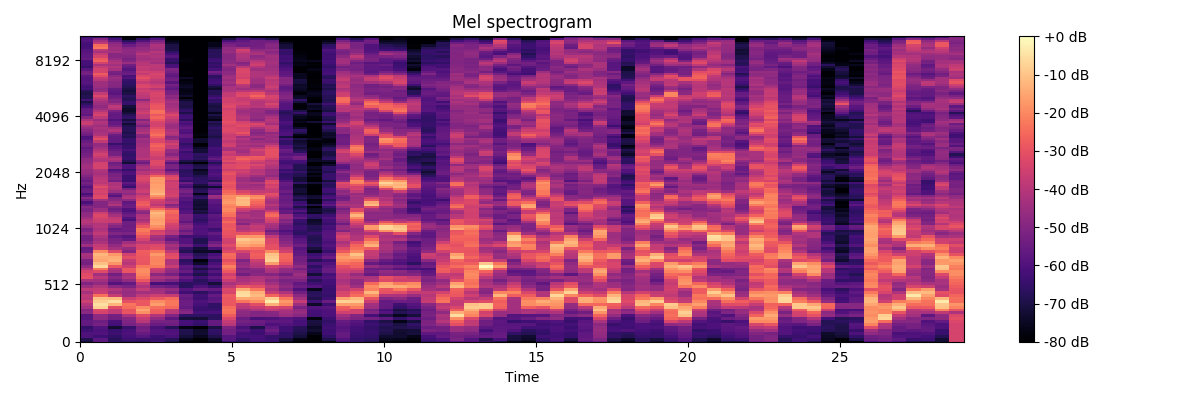 Mel spectrogram
Hz
8192
4096
2048
1024
512
0
0 5 10 15 20 25
Time
+0 dB
-10 dB
-20 dB
-30 dB
-40 dB
-50 dB
-60 dB
-70 dB
-80 dB